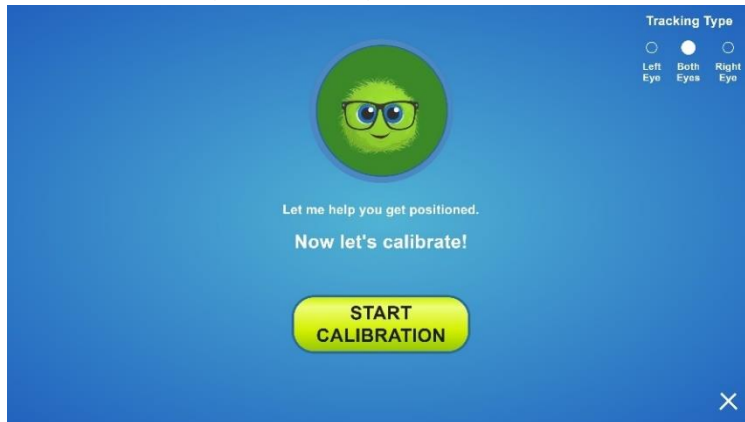 Tracking Type
Left Eye
Both Eyes
Right Eye
Let me help you get positioned.
Now let's calibrate!
START
CALIBRATION